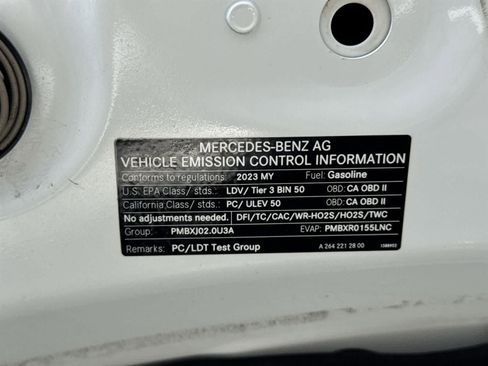 MERCEDES-BENZ AG
VEHICLE EMISSION CONTROL INFORMATION
Conforms to regulations: 2023 MY Fuel: Gasoline
U.S. EPA Class/ stds.: LDV/ Tier 3 BIN 50 OBD: CA OBD II
California Class/ stds.: PC/ ULEV 50 OBD: CA OBD II
No adjustments needed. DFI/TC/CAC/WR-HO2S/HO2S/TWC
Group: PMBXJ02.0U3A EVAP: PMBXR0155LNC
Remarks: PC/LDT Test Group A 264 221 28 00